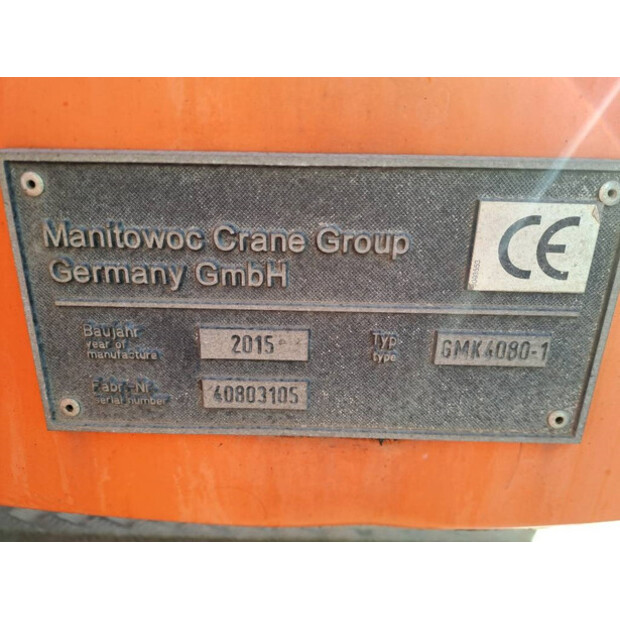 Manitowoc Crane Group
Germany GmbH
CE
Baujahr
year of
manufacture
2015
Typ
type
GMK4080-1
Fabr.-Nr.
serial number
40803105